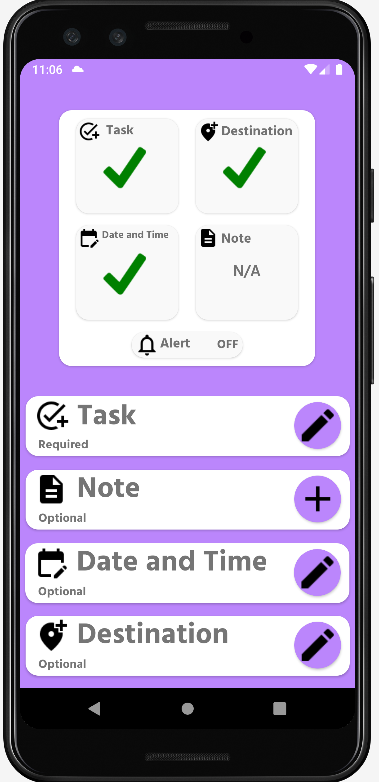 11:06
Task
Destination
Date and Time
Note
N/A
Alert OFF
Task
Required
Note
Optional
Date and Time
Optional
Destination
Optional